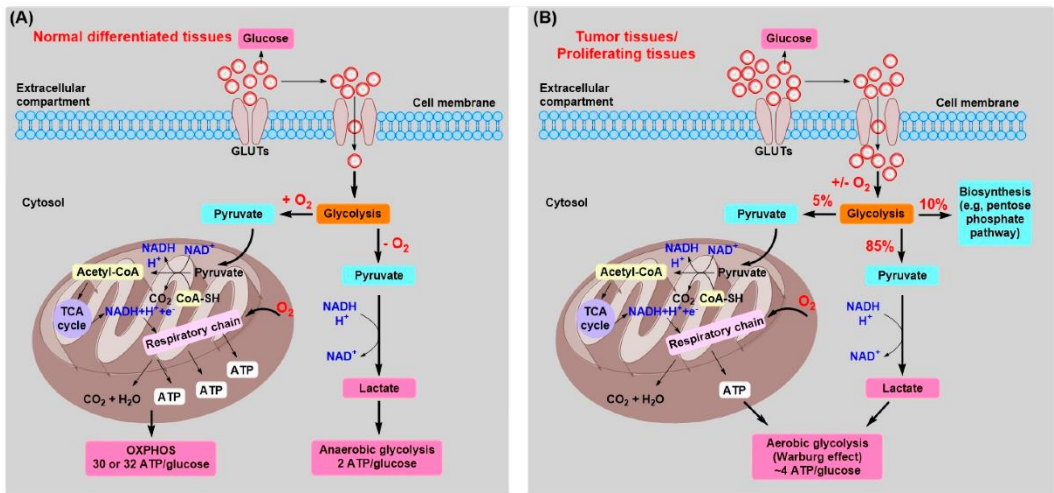 (A)
Normal differentiated tissues
Glucose
Extracellular
compartment
Cell membrane
GLUTs
Cytosol
+ O₂
Glycolysis
Pyruvate
- O₂
Pyruvate
NADH
H⁺
NAD⁺
Acetyl-CoA
Pyruvate
CO₂
CoA-SH
TCA
cycle
NADH+H⁺+e⁻
O₂
Respiratory chain
NADH
H⁺
NAD⁺
ATP
ATP
ATP
CO₂ + H₂O
Lactate
OXPHOS
30 or 32 ATP/glucose
Anaerobic glycolysis
2 ATP/glucose
(B)
Tumor tissues/
Proliferating tissues
Glucose
Extracellular
compartment
Cell membrane
GLUTs
Cytosol
+/- O₂
5%
10%
Pyruvate
Glycolysis
Biosynthesis
(e.g, pentose
phosphate
pathway)
85%
Pyruvate
NADH
H⁺
NAD⁺
Acetyl-CoA
Pyruvate
CO₂
CoA-SH
TCA
cycle
NADH+H⁺+e⁻
O₂
Respiratory chain
NADH
H⁺
NAD⁺
ATP
CO₂ + H₂O
Lactate
Aerobic glycolysis
(Warburg effect)
~4 ATP/glucose